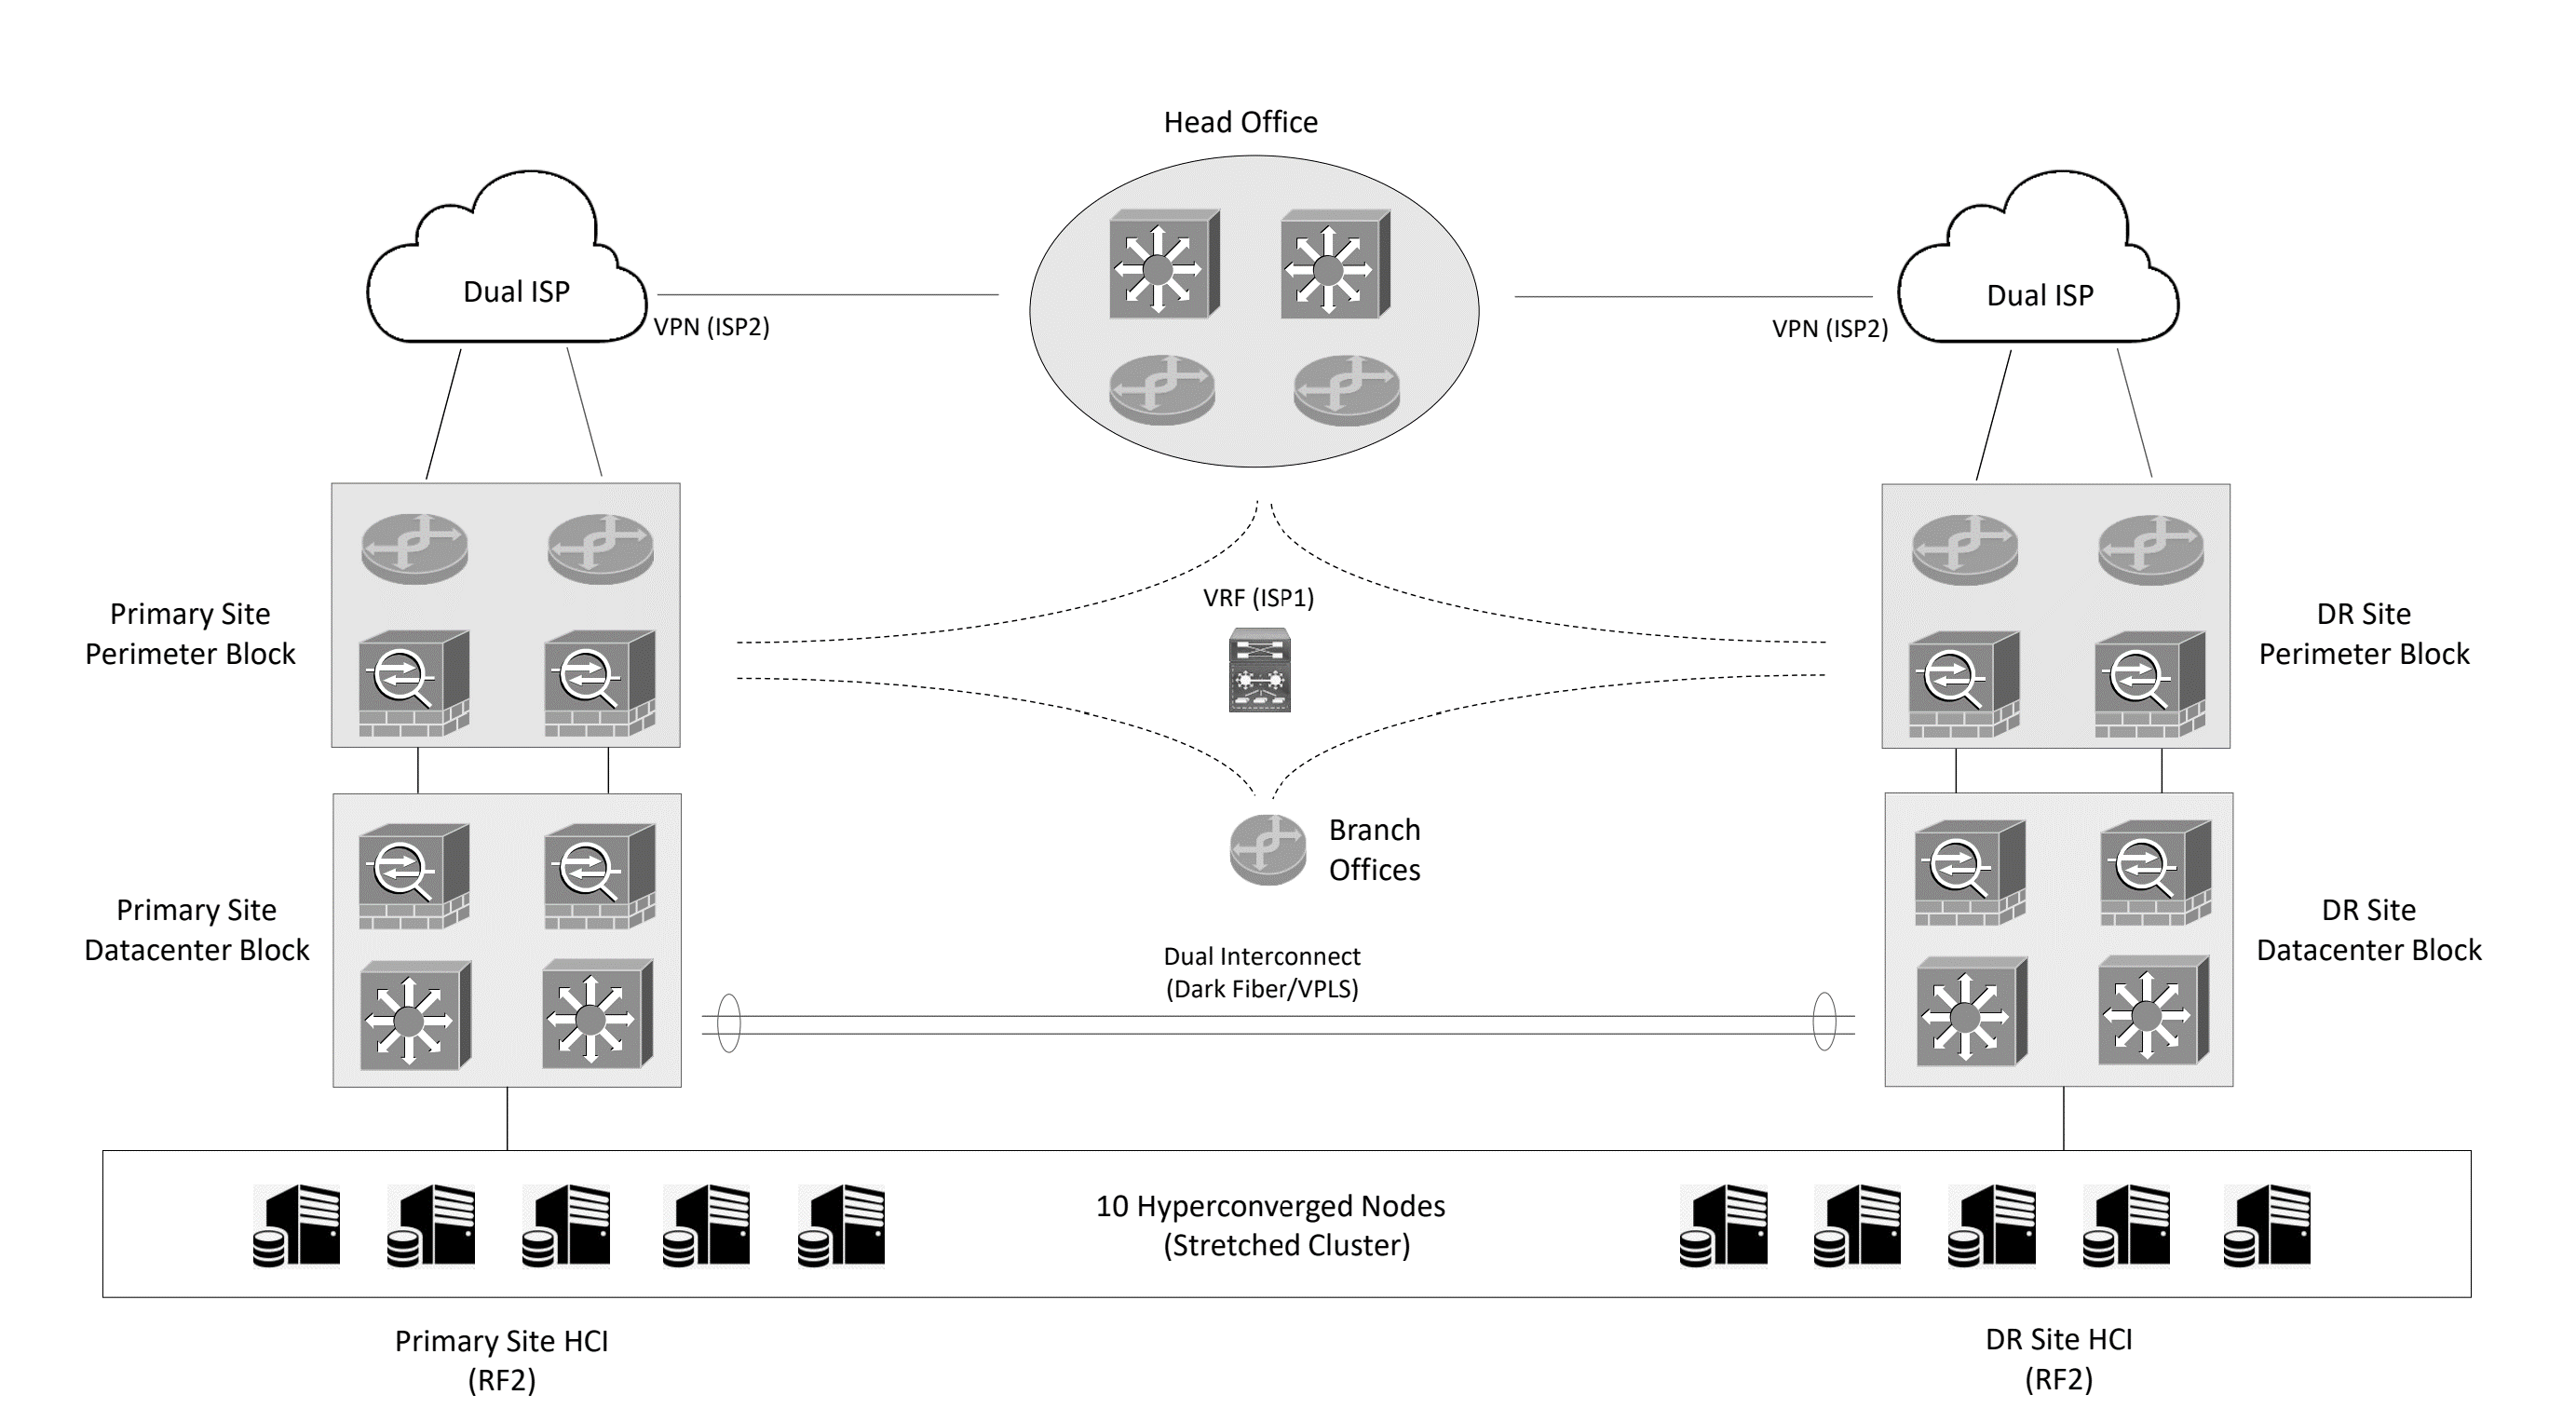 Head Office
Dual ISP
Dual ISP
VPN (ISP2)
VPN (ISP2)
VRF (ISP1)
Primary Site
Perimeter Block
DR Site
Perimeter Block
Branch
Offices
Primary Site
Datacenter Block
DR Site
Datacenter Block
Dual Interconnect
(Dark Fiber/VPLS)
10 Hyperconverged Nodes
(Stretched Cluster)
Primary Site HCI
(RF2)
DR Site HCI
(RF2)